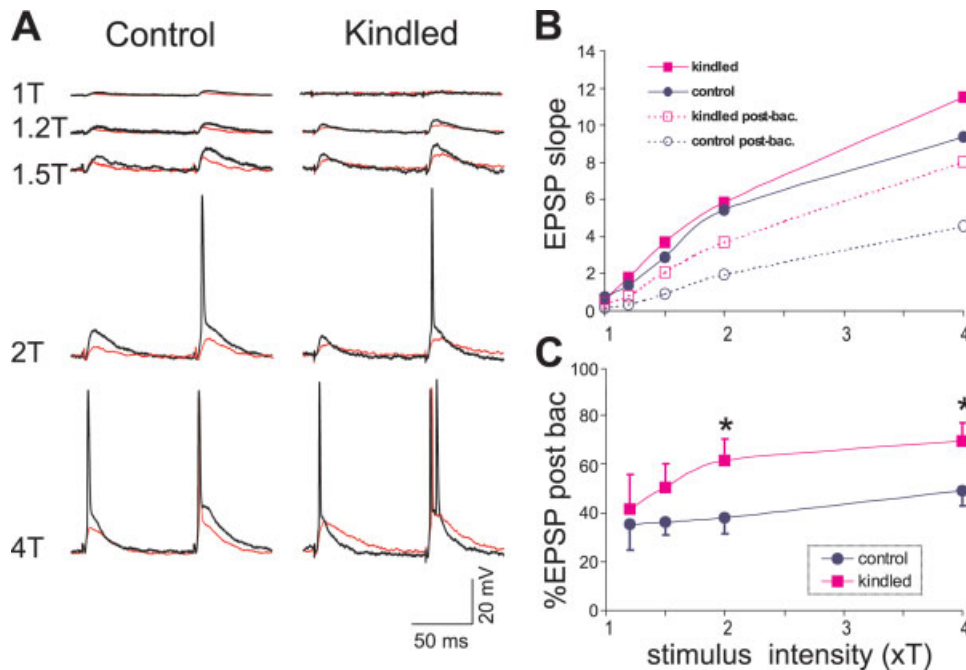 A
Control
Kindled
1T
1.2T
1.5T
2T
4T
20 mV
50 ms
B
EPSP slope
14
12
10
8
6
4
2
0
kindled
control
kindled post-bac.
control post-bac.
1
2
3
4
C
%EPSP post bac
100
80
60
40
20
0
*
*
control
kindled
1
2
3
4
stimulus intensity (xT)